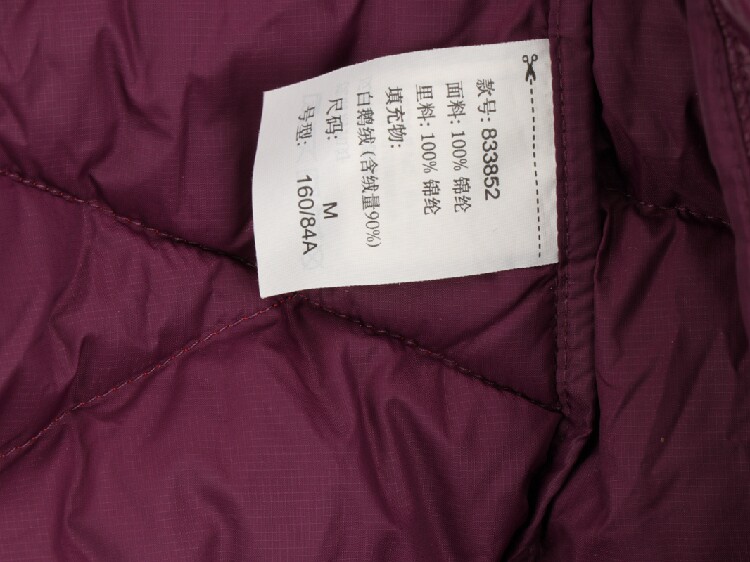 款号: 833852
面料: 100% 锦纶
里料: 100% 锦纶
填充物:
白鹅绒 (含绒量90%)
尺码: M
号型: 160/84A